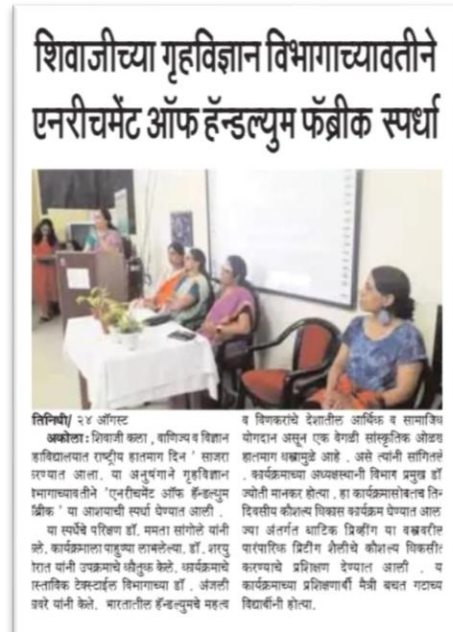 शिवाजीच्या गृहविज्ञान विभागाच्यावतीने
एनरीचमेंट ऑफ हॅन्डल्युम फॅब्रीक स्पर्धा
तिनिधी/ २४ ऑगस्ट
अकोला: शिवाजी कला , वाणिज्य व विज्ञान
हाविद्यालयात राष्ट्रीय हातमाग दिन ' साजरा
करण्यात आला. या अनुषंगाने गृहविज्ञान
भागाच्यावतीने 'एनरीचमेंट ऑफ हॅन्डल्युम
ब्रिक ' या आशयाची स्पर्धा घेण्यात आली .
या स्पर्धेचे परिक्षण डॉ. ममता सांगोले यांनी
ले. कार्यक्रमाला पाहुण्या लाभलेल्या. डॉ. शरयु
यांनी उपक्रमाचे कौतुक केले. कार्यक्रमाचे
स्ताविक टेक्स्टाईल विभागाच्या डॉ . अंजली
यांनी केले. भारतातील हॅन्डल्युमचे महत्व
व विणकरांचे देशातील आर्थिक व सामाजिक
योगदान असून एक वेगळी सांस्कृतिक ओळख
हातमाग धाग्यामुळे आहे . असे त्यांनी सांगितले
. कार्यक्रमाच्या अध्यक्षस्थानी विभाग प्रमुख डॉ
ज्योती मानकर होत्या . हा कार्यक्रमासोबतच
दिवसीय कौशल्य विकास कार्यक्रम घेण्यात आला
ज्या अंतर्गत या वस्त्रावरील
पारंपारिक प्रिटींग शैलीचे कौशल्य विकसीत
करण्याचे प्रशिक्षण देण्यात आली . य
कार्यक्रमाच्या प्रशिक्षणार्थी मैत्री बचत गटाच्या
विद्यार्थीनी होत्या.